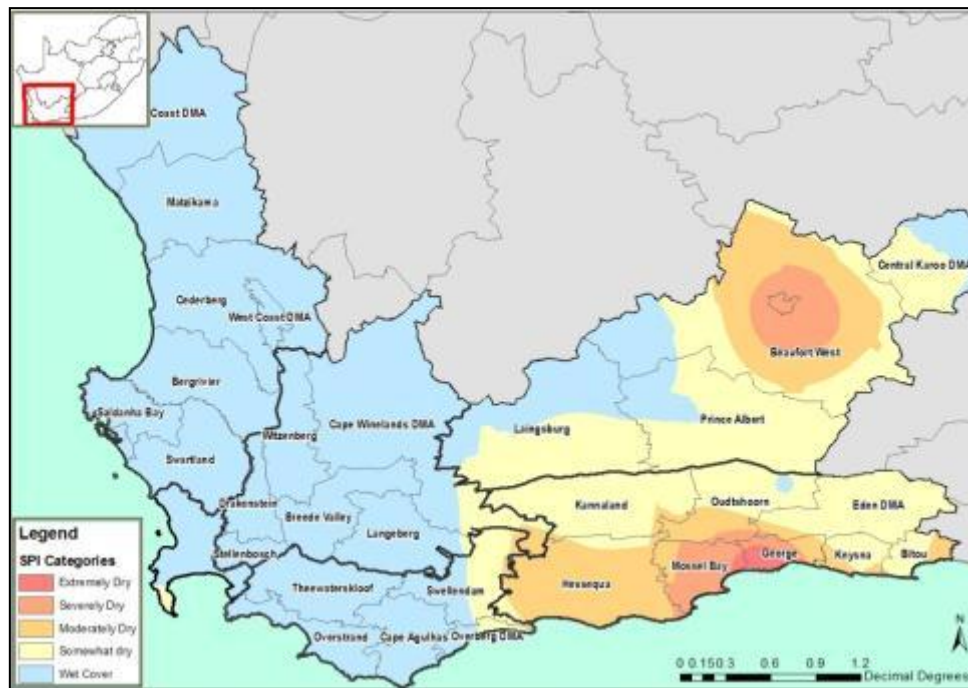 Coast DMA
Matzikama
Cederberg
West Coast DMA
Bergrivier
Saldanha Bay
Swartland
Witzenberg
Cape Winelands DMA
Drakenstein
Breede Valley
Langeberg
Stellenbosch
Theewaterskloof
Swellendam
Overstrand
Cape Agulhas
Overberg DMA
Central Karoo DMA
Beaufort West
Laingsburg
Prince Albert
Kannaland
Oudtshoorn
Eden DMA
Hessequa
Mossel Bay
George
Knysna
Bitou
Legend
SPI Categories
Extremely Dry
Severely Dry
Moderately Dry
Somewhat dry
Wet Cover
N
0 0.15 0.3 0.6 0.9 1.2
Decimal Degrees